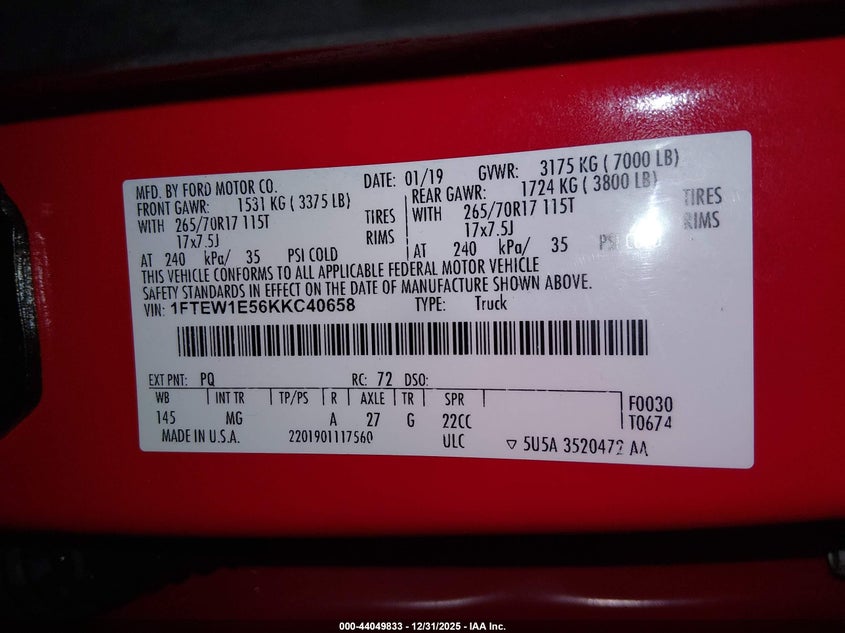 MFD. BY FORD MOTOR CO.
DATE: 01/19 GVWR: 3175 KG ( 7000 LB)
FRONT GAWR: 1531 KG ( 3375 LB)
WITH 265/70R17 115T TIRES
17x7.5J RIMS
AT 240 kPa/ 35 PSI COLD
REAR GAWR: 1724 KG ( 3800 LB)
WITH 265/70R17 115T TIRES
17x7.5J RIMS
AT 240 kPa/ 35 PSI COLD
THIS VEHICLE CONFORMS TO ALL APPLICABLE FEDERAL MOTOR VEHICLE
SAFETY STANDARDS IN EFFECT ON THE DATE OF MANUFACTURE SHOWN ABOVE.
VIN: 1FTEW1E56KKC40658 TYPE: Truck
EXT PNT: PQ RC: 72 DSO:
WB INT TR TP/PS R AXLE TR SPR
145 MG A 27 G 22CC
F0030
T0674
MADE IN U.S.A. 2201901117560 ULC ▽ 5U5A 3520472 AA
000-44049833 - 12/31/2025 - IAA Inc.